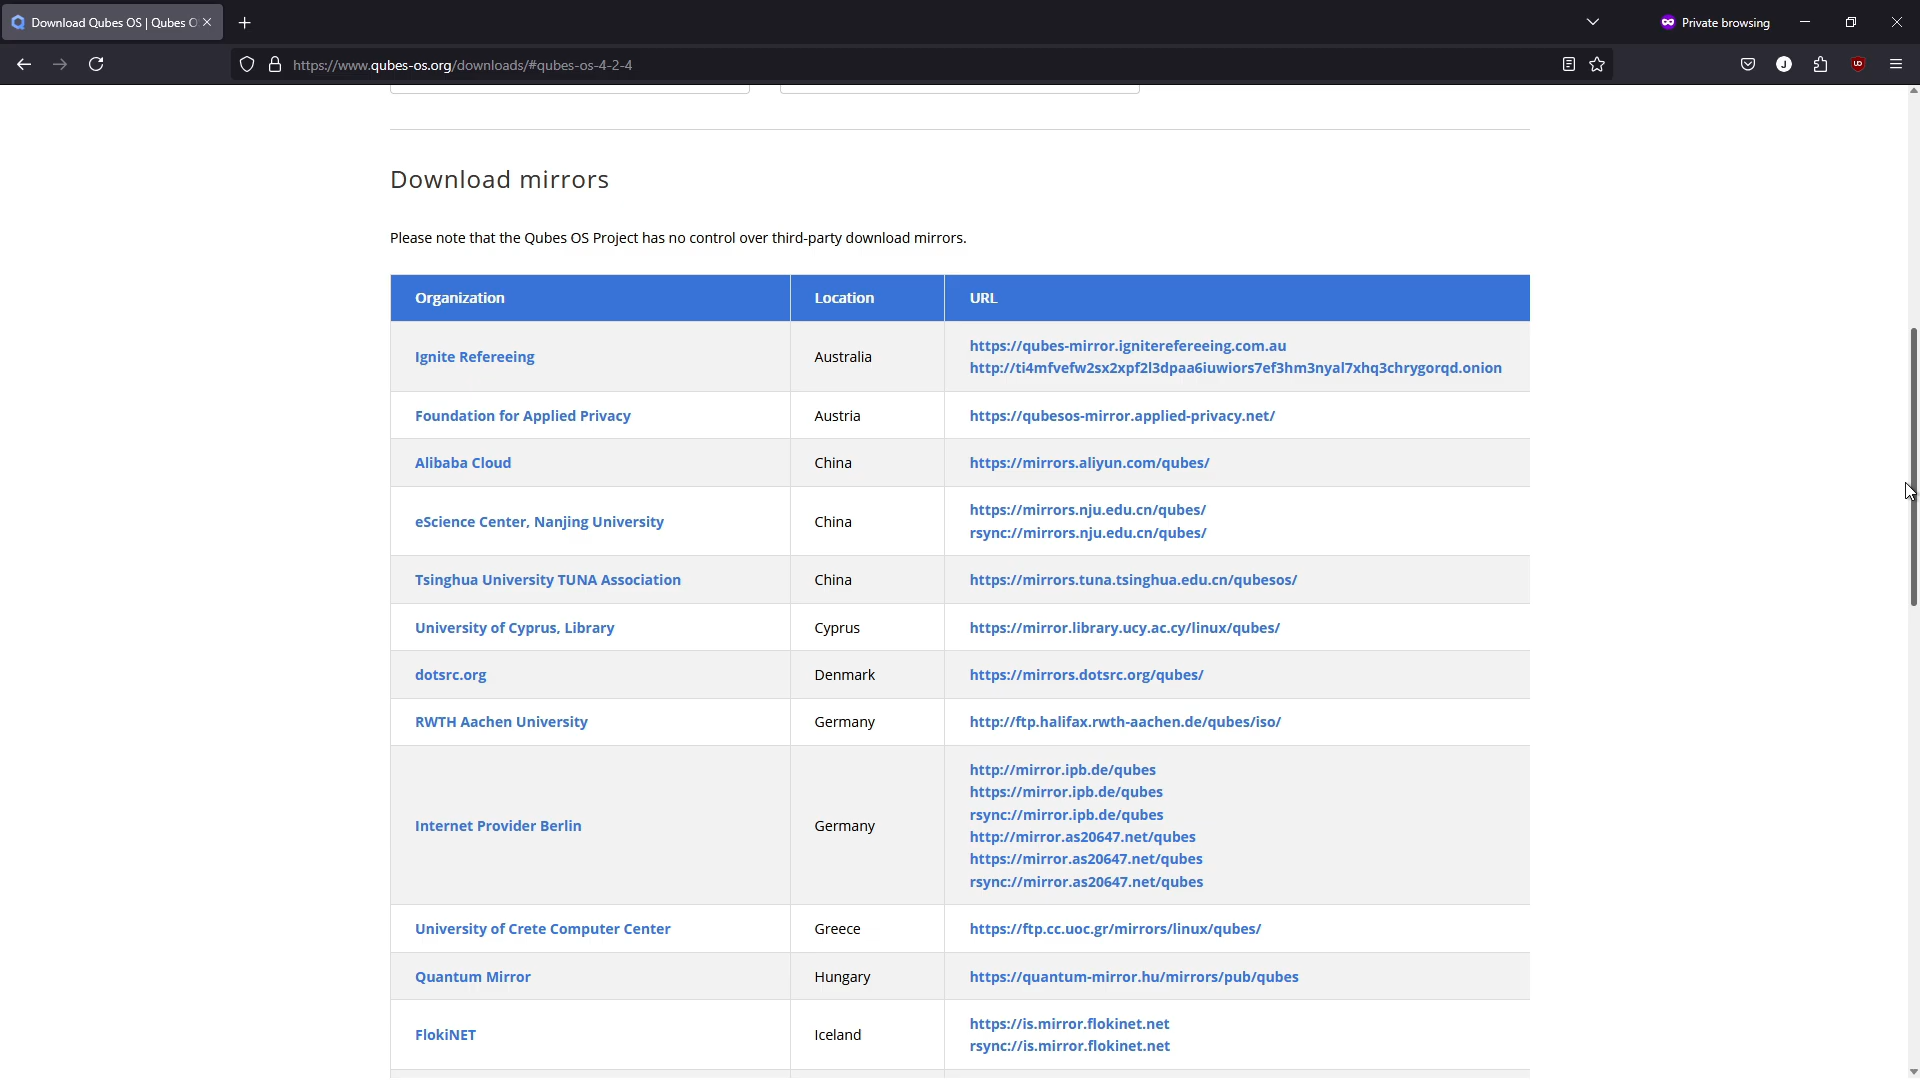 Download Qubes OS | Qubes O
Private browsing
https://www.qubes-os.org/downloads/#qubes-os-4-2-4
J
Download mirrors
Please note that the Qubes OS Project has no control over third-party download mirrors.
Organization Location URL
Ignite Refereeing Australia https://qubes-mirror.igniterefereeing.com.au
http://ti4mfvefw2sx2xpf2l3dpaa6iuwiors7ef3hm3nyal7xhq3chrygorqd.onion
Foundation for Applied Privacy Austria https://qubesos-mirror.applied-privacy.net/
Alibaba Cloud China https://mirrors.aliyun.com/qubes/
eScience Center, Nanjing University China https://mirrors.nju.edu.cn/qubes/
rsync://mirrors.nju.edu.cn/qubes/
Tsinghua University TUNA Association China https://mirrors.tuna.tsinghua.edu.cn/qubesos/
University of Cyprus, Library Cyprus https://mirror.library.ucy.ac.cy/linux/qubes/
dotsrc.org Denmark https://mirrors.dotsrc.org/qubes/
RWTH Aachen University Germany http://ftp.halifax.rwth-aachen.de/qubes/iso/
Internet Provider Berlin Germany http://mirror.ipb.de/qubes
https://mirror.ipb.de/qubes
rsync://mirror.ipb.de/qubes
http://mirror.as20647.net/qubes
https://mirror.as20647.net/qubes
rsync://mirror.as20647.net/qubes
University of Crete Computer Center Greece https://ftp.cc.uoc.gr/mirrors/linux/qubes/
Quantum Mirror Hungary https://quantum-mirror.hu/mirrors/pub/qubes
FlokiNET Iceland https://is.mirror.flokinet.net
rsync://is.mirror.flokinet.net